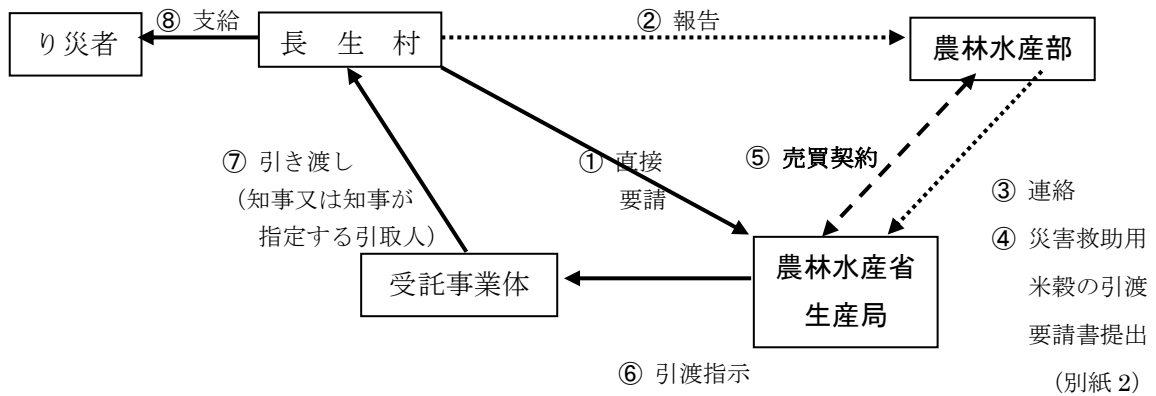 ⑧ 支給
② 報告
り災者
長 生 村
農林水産部
⑦ 引き渡し
（知事又は知事が
指定する引取人）
① 直接
要請
⑤ 売買契約
③ 連絡
④ 災害救助用
米穀の引渡
要請書提出
（別紙 2）
受託事業体
農林水産省
生産局
⑥ 引渡指示